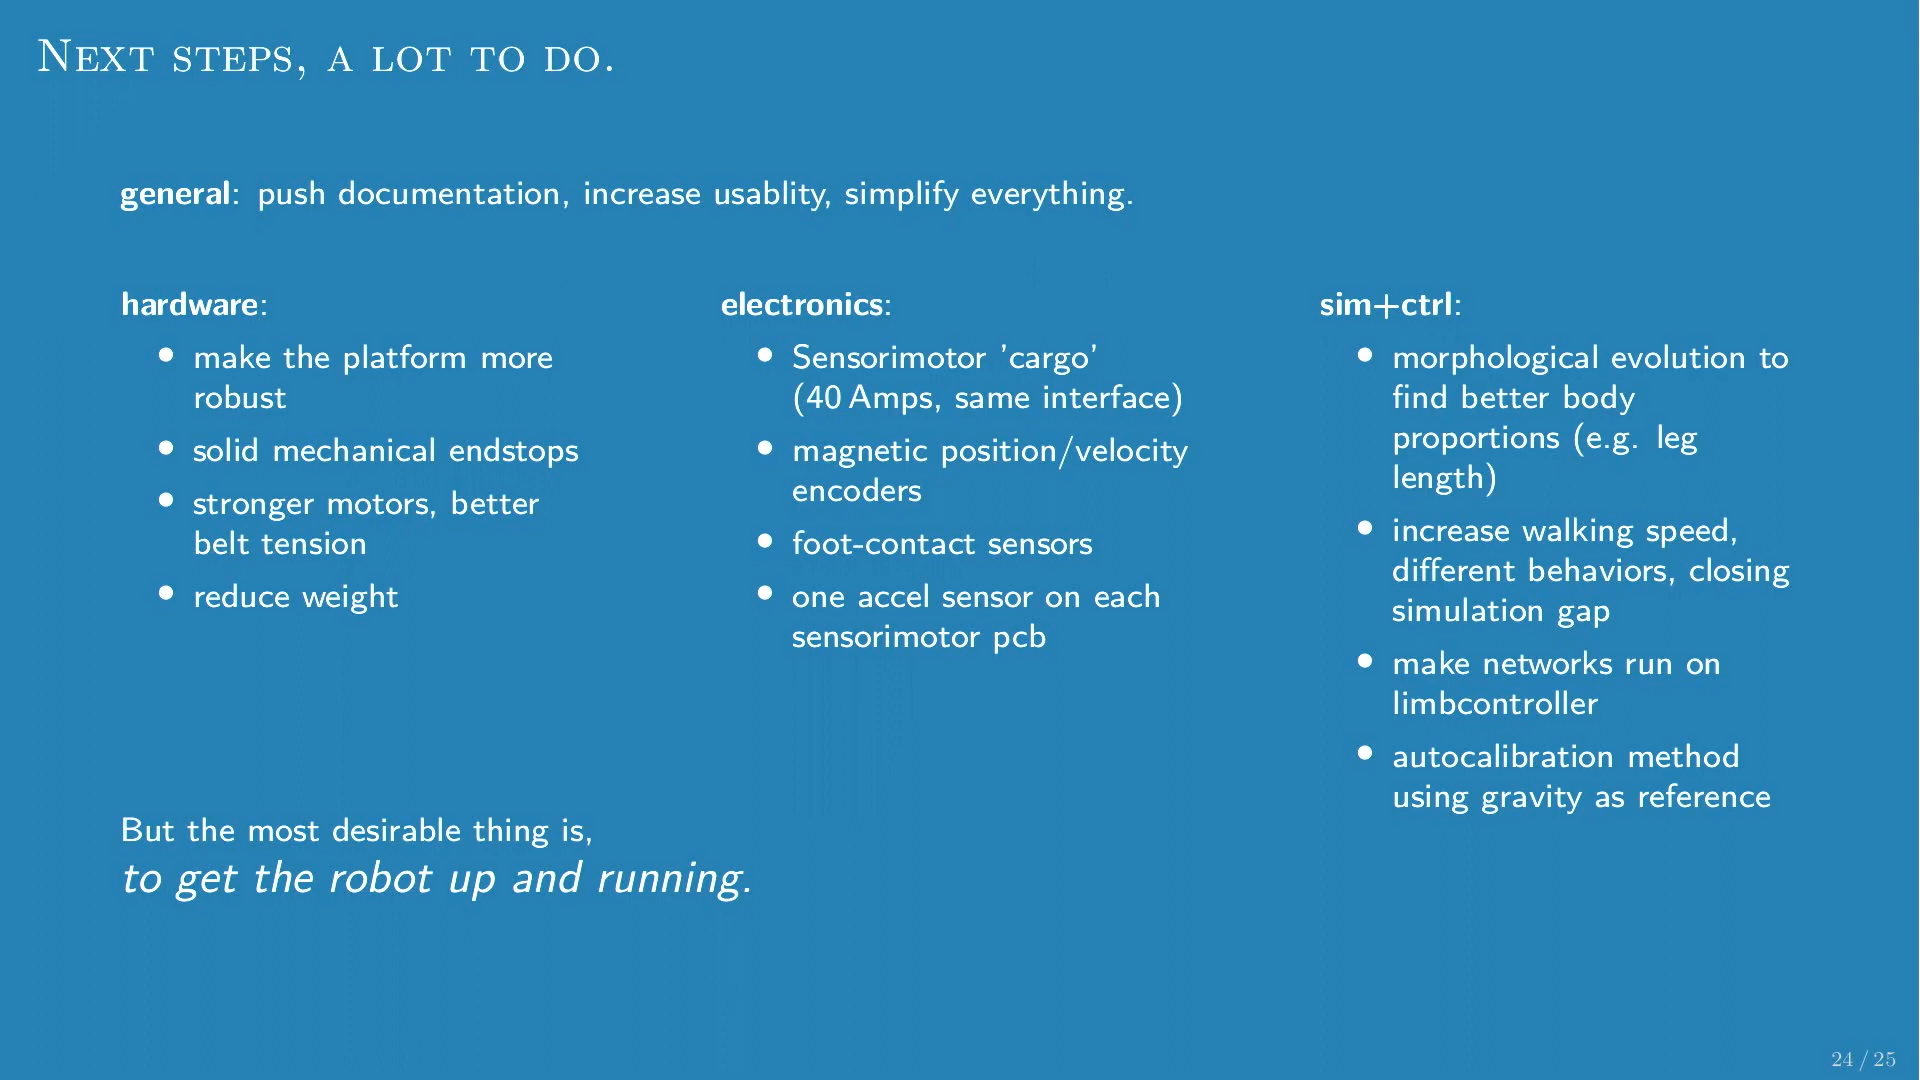 Next steps, a lot to do.
general: push documentation, increase usablity, simplify everything.
hardware:
• make the platform more
robust
• solid mechanical endstops
• stronger motors, better
belt tension
• reduce weight
electronics:
• Sensorimotor 'cargo'
(40 Amps, same interface)
• magnetic position/velocity
encoders
• foot-contact sensors
• one accel sensor on each
sensorimotor pcb
sim+ctrl:
• morphological evolution to
find better body
proportions (e.g. leg
length)
• increase walking speed,
different behaviors, closing
simulation gap
• make networks run on
limbcontroller
• autocalibration method
using gravity as reference
But the most desirable thing is,
to get the robot up and running.
24 / 25